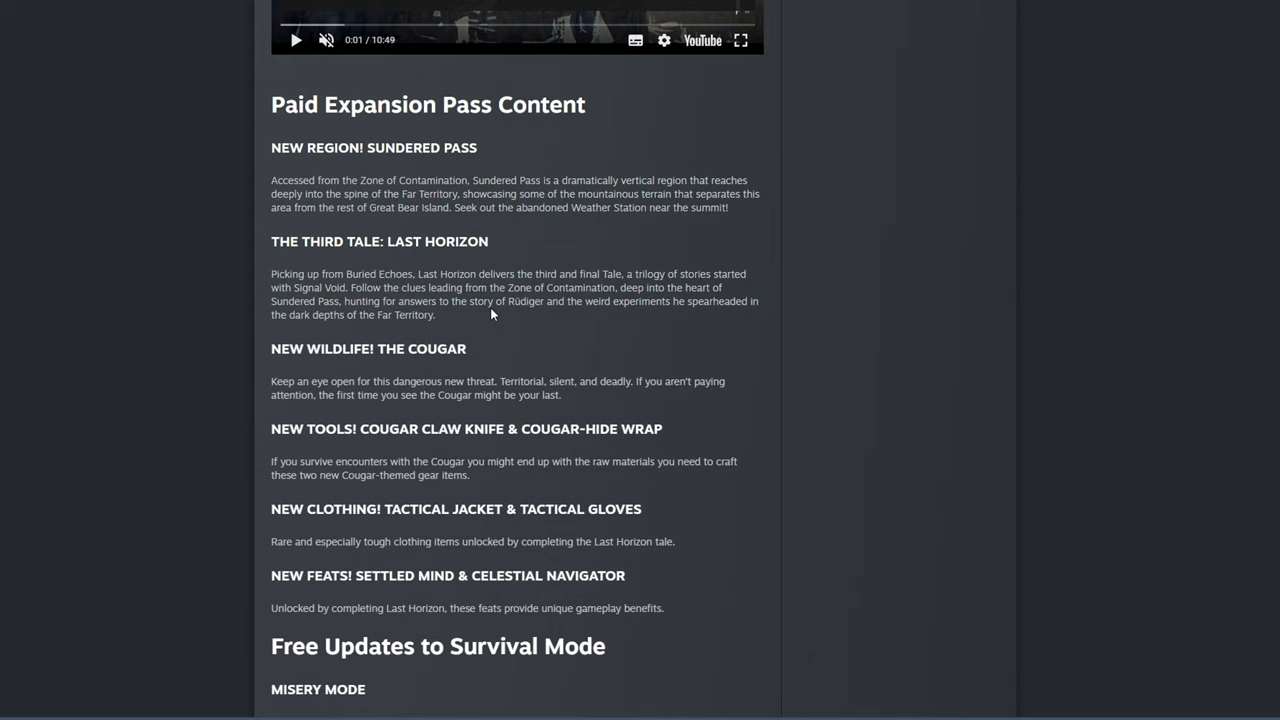 0:01 / 10:49
YouTube
Paid Expansion Pass Content
NEW REGION! SUNDERED PASS
Accessed from the Zone of Contamination, Sundered Pass is a dramatically vertical region that reaches
deeply into the spine of the Far Territory, showcasing some of the mountainous terrain that separates this
area from the rest of Great Bear Island. Seek out the abandoned Weather Station near the summit!
THE THIRD TALE: LAST HORIZON
Picking up from Buried Echoes, Last Horizon delivers the third and final Tale, a trilogy of stories started
with Signal Void. Follow the clues leading from the Zone of Contamination, deep into the heart of
Sundered Pass, hunting for answers to the story of Rüdiger and the weird experiments he spearheaded in
the dark depths of the Far Territory.
NEW WILDLIFE! THE COUGAR
Keep an eye open for this dangerous new threat. Territorial, silent, and deadly. If you aren't paying
attention, the first time you see the Cougar might be your last.
NEW TOOLS! COUGAR CLAW KNIFE & COUGAR-HIDE WRAP
If you survive encounters with the Cougar you might end up with the raw materials you need to craft
these two new Cougar-themed gear items.
NEW CLOTHING! TACTICAL JACKET & TACTICAL GLOVES
Rare and especially tough clothing items unlocked by completing the Last Horizon tale.
NEW FEATS! SETTLED MIND & CELESTIAL NAVIGATOR
Unlocked by completing Last Horizon, these feats provide unique gameplay benefits.
Free Updates to Survival Mode
MISERY MODE